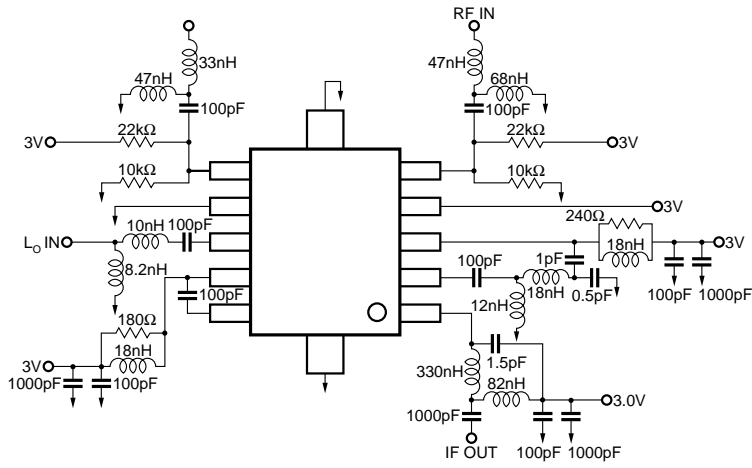 RF IN
33nH
47nH
47nH
68nH
100pF
100pF
22kΩ
22kΩ
3V
3V
10kΩ
10kΩ
3V
240Ω
LO IN
10nH
100pF
18nH
3V
8.2nH
100pF
100pF
1pF
18nH
0.5pF
100pF
1000pF
12nH
180Ω
18nH
3V
1000pF
100pF
1.5pF
330nH
82nH
3.0V
1000pF
IF OUT
100pF
1000pF